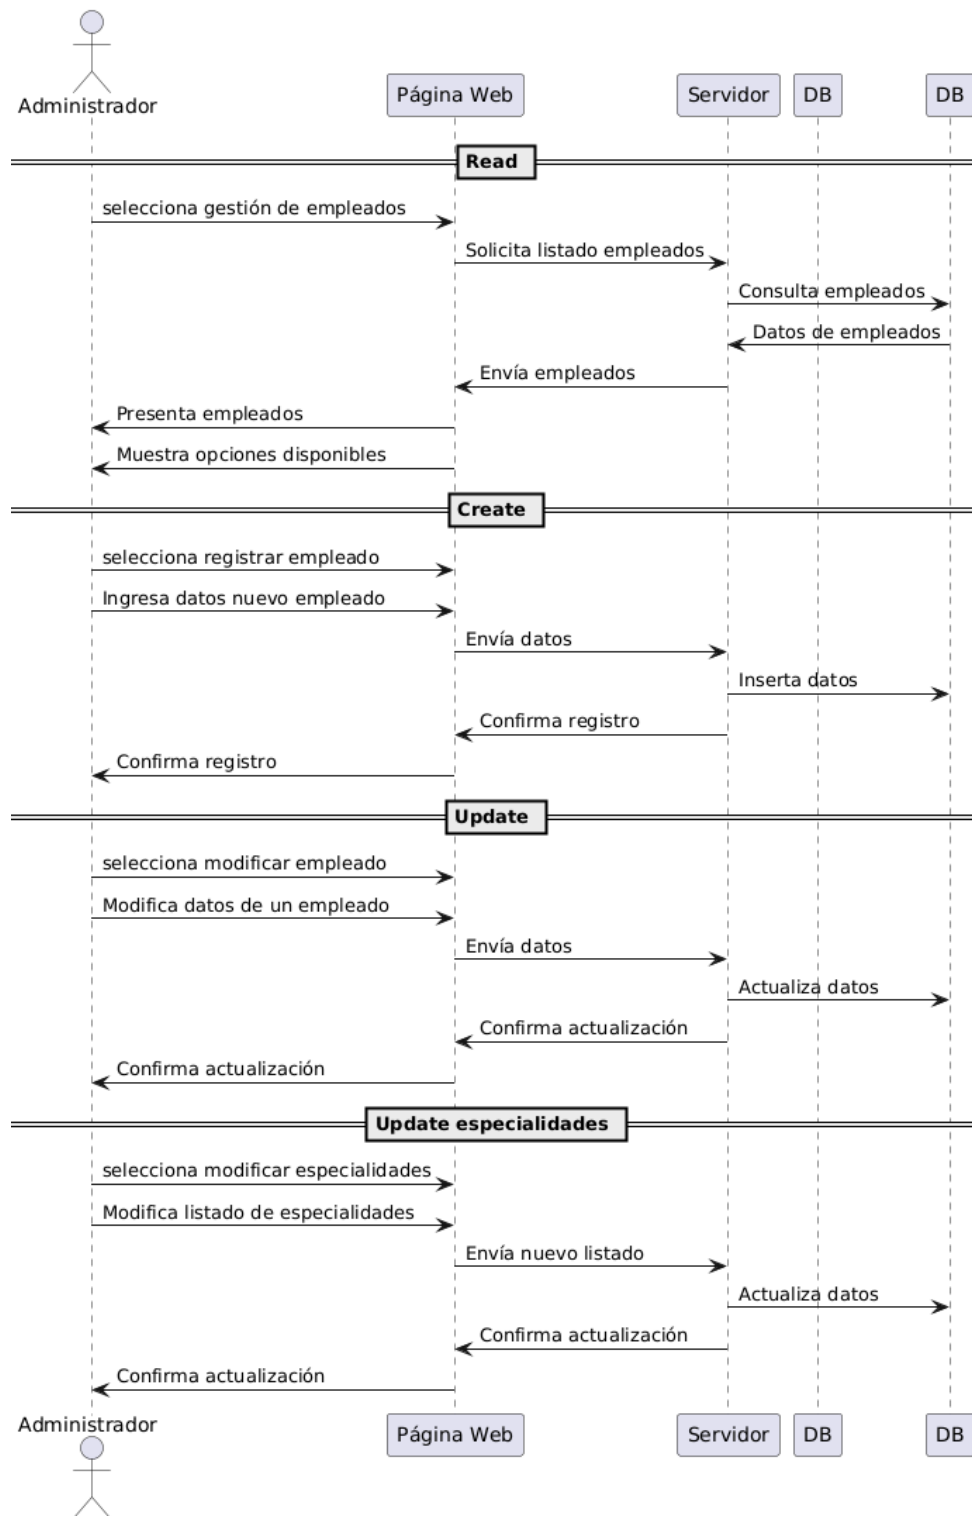 Administrador
Página Web
Servidor
DB
DB
Read
selecciona gestión de empleados
Solicita listado empleados
Consulta empleados
Datos de empleados
Envía empleados
Presenta empleados
Muestra opciones disponibles
Create
selecciona registrar empleado
Ingresa datos nuevo empleado
Envía datos
Inserta datos
Confirma registro
Confirma registro
Update
selecciona modificar empleado
Modifica datos de un empleado
Envía datos
Actualiza datos
Confirma actualización
Confirma actualización
Update especialidades
selecciona modificar especialidades
Modifica listado de especialidades
Envía nuevo listado
Actualiza datos
Confirma actualización
Confirma actualización
Administrador
Página Web
Servidor
DB
DB